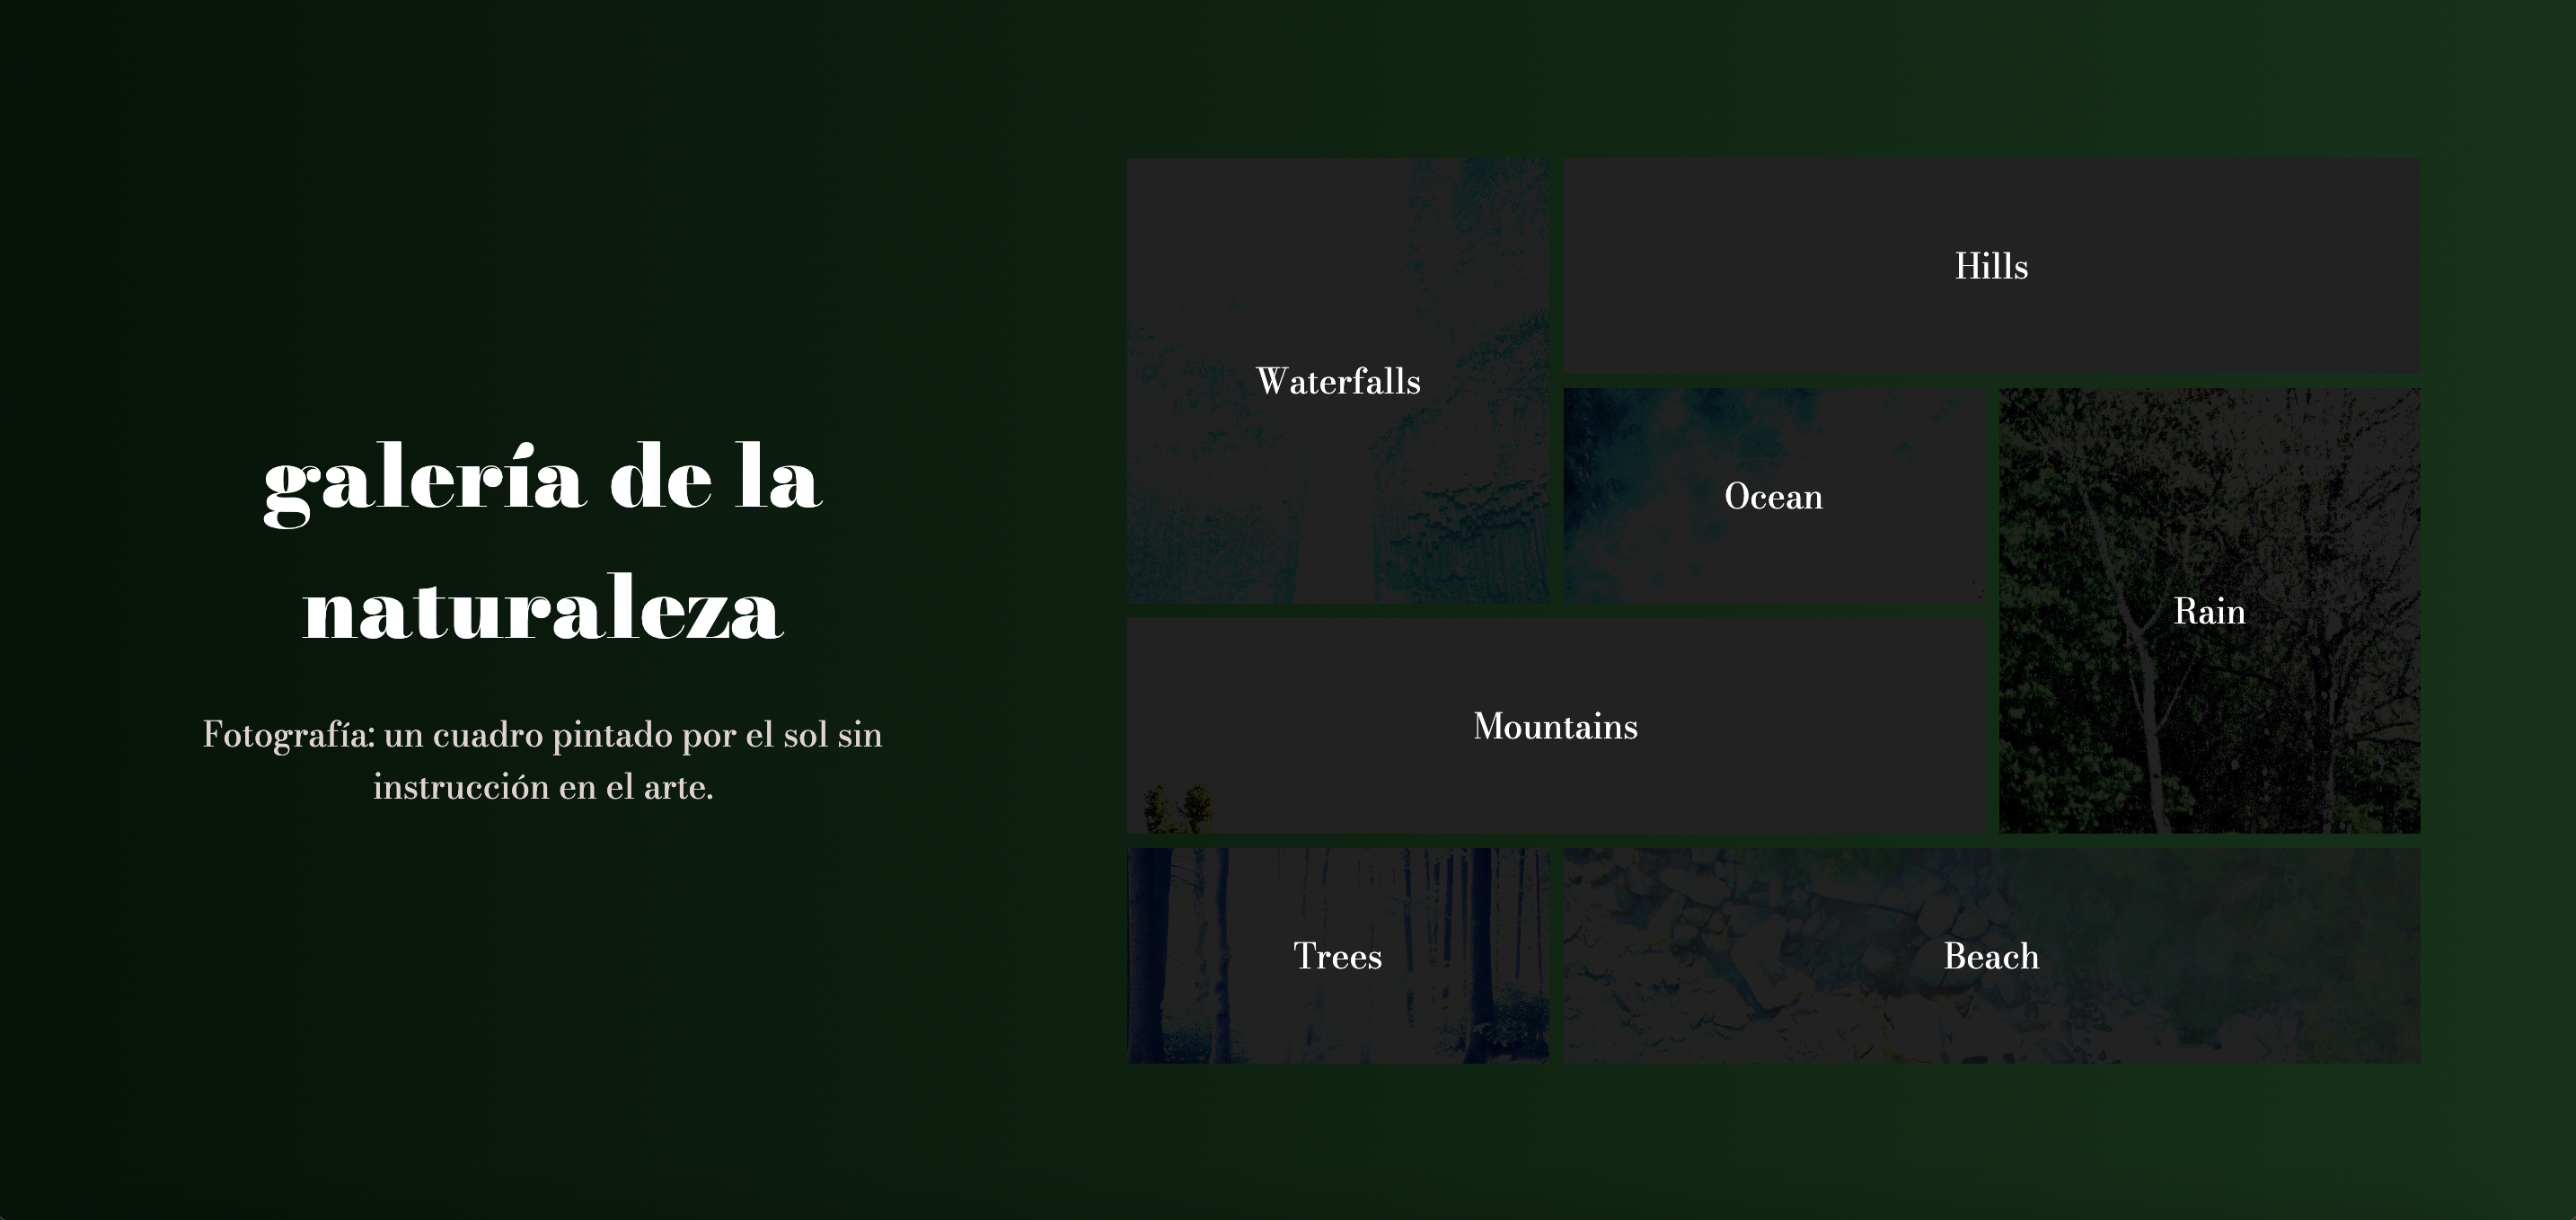 galería de la
naturaleza
Fotografía: un cuadro pintado por el sol sin
instrucción en el arte.
Waterfalls
Hills
Ocean
Rain
Mountains
Trees
Beach